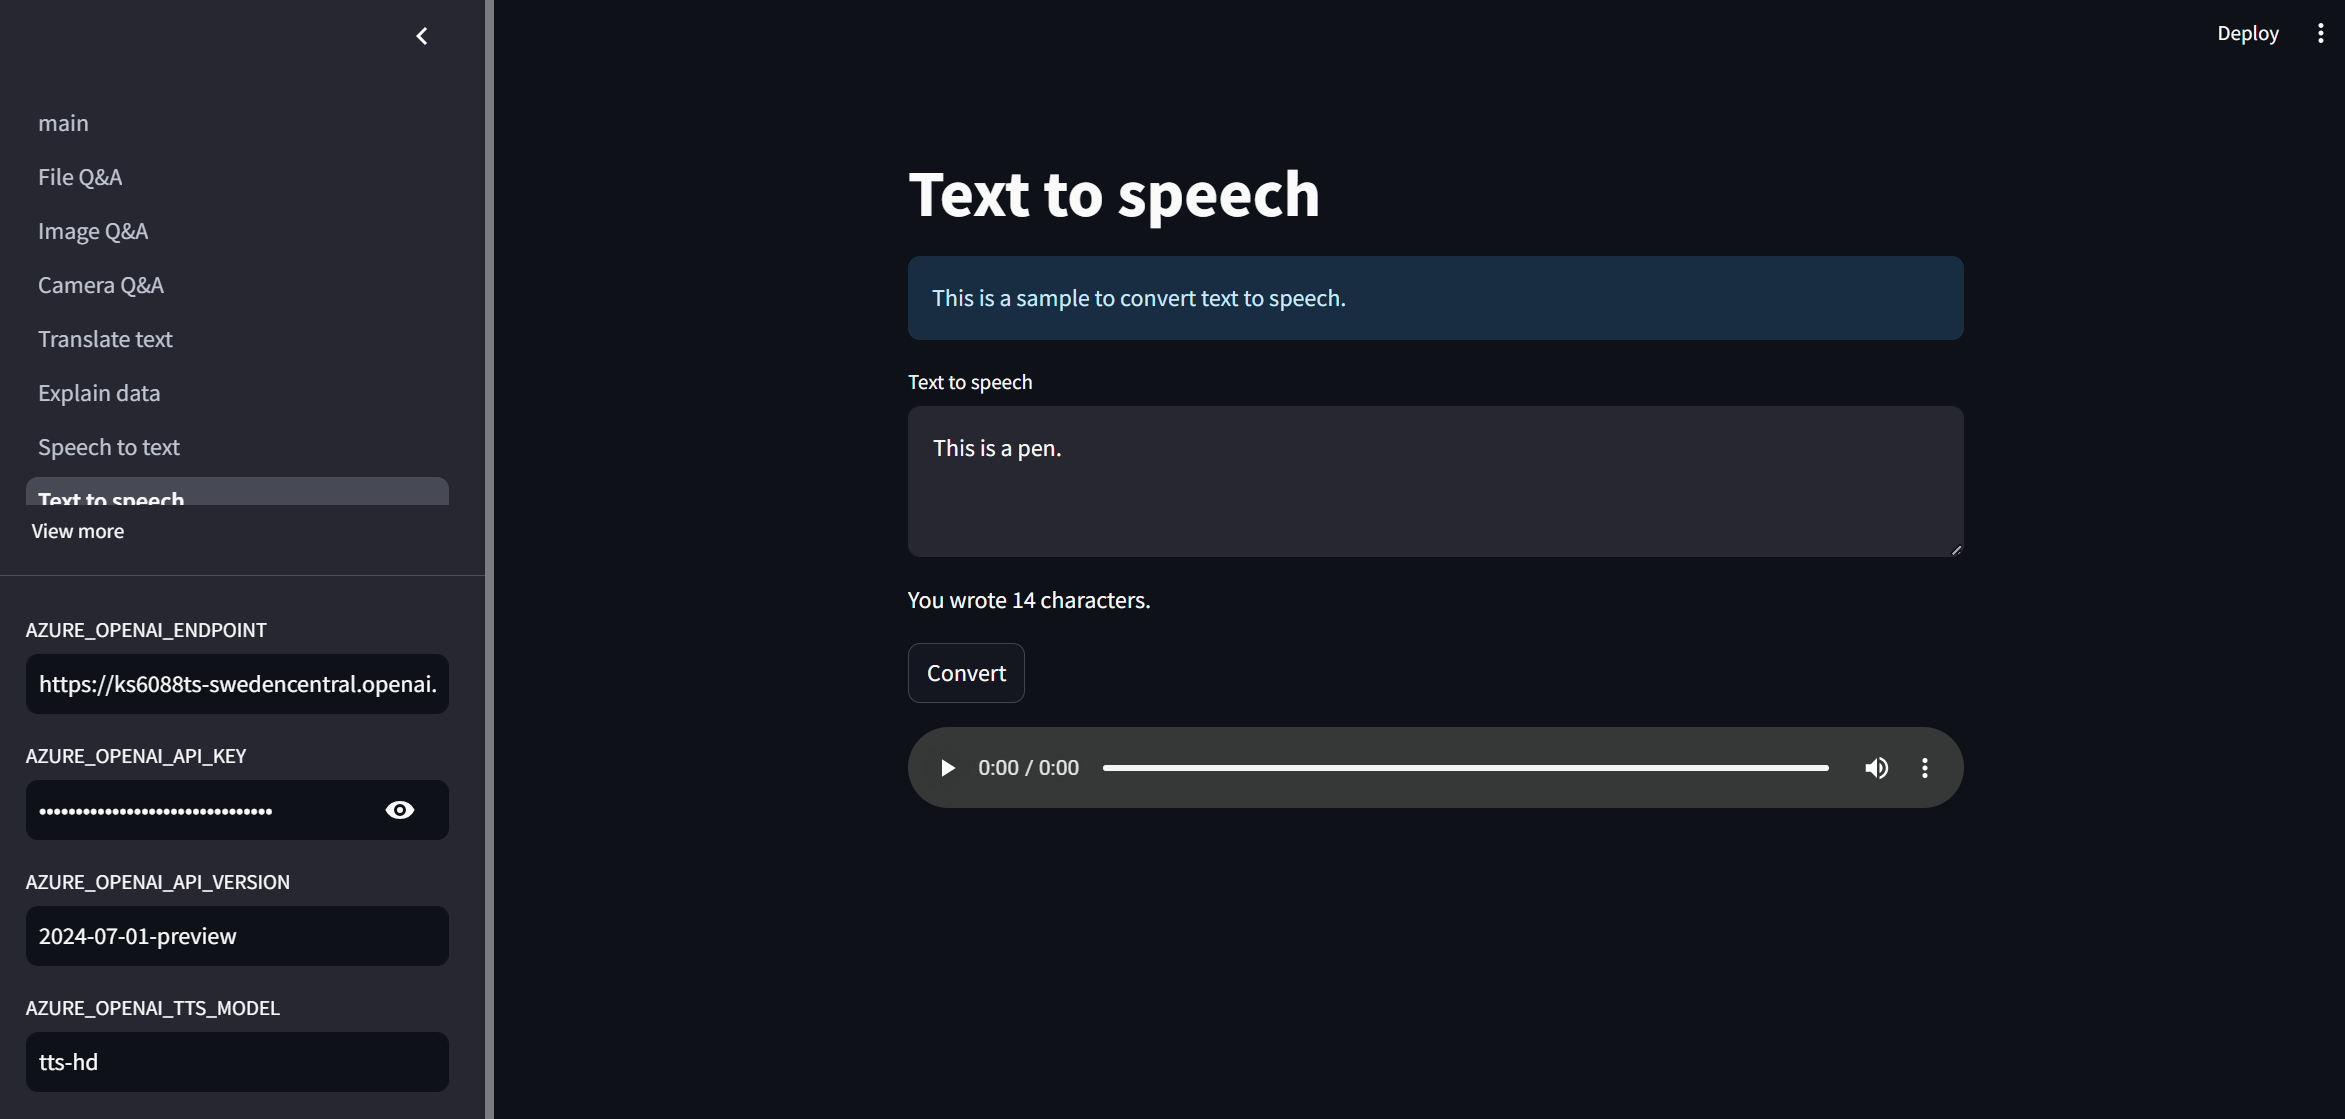 main
File Q&A
Image Q&A
Camera Q&A
Translate text
Explain data
Speech to text
Text to speech
View more
AZURE_OPENAI_ENDPOINT
https://ks6088ts-swedencentral.openai.
AZURE_OPENAI_API_KEY
••••••••••••••••••••••••••••••••
AZURE_OPENAI_API_VERSION
2024-07-01-preview
AZURE_OPENAI_TTS_MODEL
tts-hd
Deploy
Text to speech
This is a sample to convert text to speech.
Text to speech
This is a pen.
You wrote 14 characters.
Convert
0:00 / 0:00